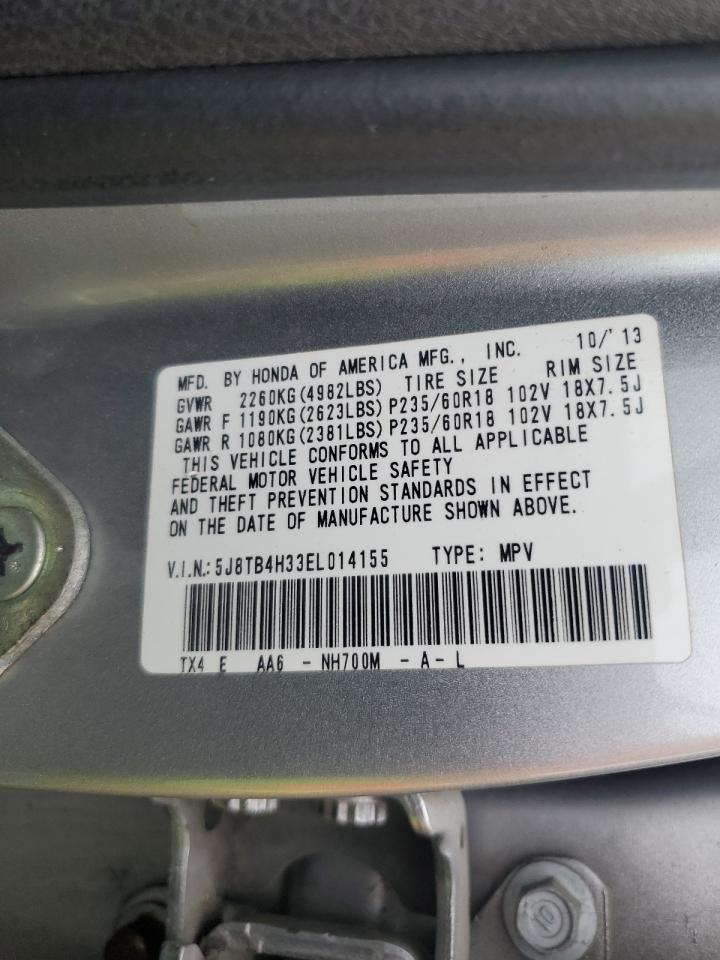 MFD. BY HONDA OF AMERICA MFG., INC. 10/'13
GVWR 2260KG(4982LBS) TIRE SIZE RIM SIZE
GAWR F 1190KG(2623LBS) P235/60R18 102V 18X7.5J
GAWR R 1080KG(2381LBS) P235/60R18 102V 18X7.5J
THIS VEHICLE CONFORMS TO ALL APPLICABLE
FEDERAL MOTOR VEHICLE SAFETY
AND THEFT PREVENTION STANDARDS IN EFFECT
ON THE DATE OF MANUFACTURE SHOWN ABOVE.
V.I.N.: 5J8TB4H33EL014155 TYPE: MPV
TX4 E AA6 - NH700M - A - L
10